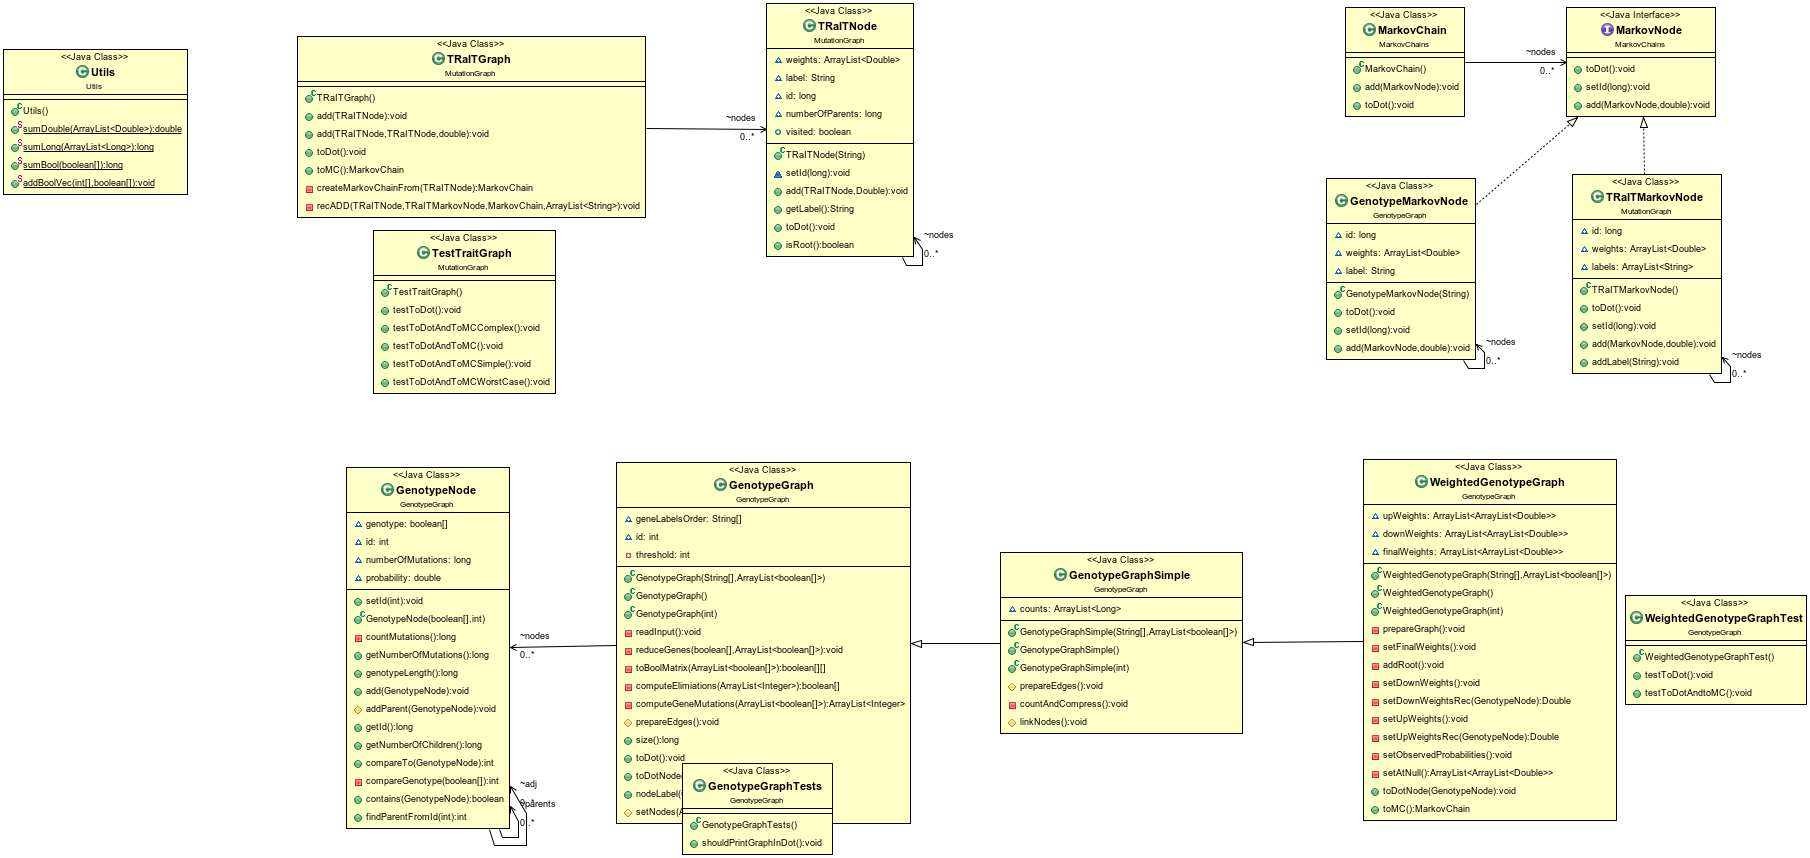 <<Java Class>>
Utils
Utils
Utils()
sumDouble(ArrayList<Double>):double
sumLong(ArrayList<Long>):long
sumBool(boolean[]):long
addBoolVec(int[],boolean[]):void
<<Java Class>>
TRaITGraph
MutationGraph
TRaITGraph()
add(TRaITNode):void
add(TRaITNode,TRaITNode,double):void
toDot():void
toMC():MarkovChain
createMarkovChainFrom(TRaITNode):MarkovChain
recADD(TRaITNode,TRaITMarkovNode,MarkovChain,ArrayList<String>):void
~nodes
0..*
<<Java Class>>
TRaITNode
MutationGraph
weights: ArrayList<Double>
label: String
id: long
numberOfParents: long
visited: boolean
TRaITNode(String)
setId(long):void
add(TRaITNode,Double):void
getLabel():String
toDot():void
isRoot():boolean
~nodes
0..*
<<Java Class>>
TestTraitGraph
MutationGraph
TestTraitGraph()
testToDot():void
testToDotAndToMCComplex():void
testToDotAndToMC():void
testToDotAndToMCSimple():void
testToDotAndToMCWorstCase():void
<<Java Class>>
MarkovChain
MarkovChains
MarkovChain()
add(MarkovNode):void
toDot():void
~nodes
0..*
<<Java Interface>>
MarkovNode
MarkovChains
toDot():void
setId(long):void
add(MarkovNode,double):void
<<Java Class>>
GenotypeMarkovNode
GenotypeGraph
id: long
weights: ArrayList<Double>
label: String
GenotypeMarkovNode(String)
toDot():void
setId(long):void
add(MarkovNode,double):void
~nodes
0..*
<<Java Class>>
TRaITMarkovNode
MutationGraph
id: long
weights: ArrayList<Double>
labels: ArrayList<String>
TRaITMarkovNode()
toDot():void
setId(long):void
add(MarkovNode,double):void
addLabel(String):void
~nodes
0..*
<<Java Class>>
GenotypeNode
GenotypeGraph
genotype: boolean[]
id: int
numberOfMutations: long
probability: double
setId(int):void
GenotypeNode(boolean[],int)
countMutations():long
getNumberOfMutations():long
genotypeLength():long
add(GenotypeNode):void
addParent(GenotypeNode):void
getId():long
getNumberOfChildren():long
compareTo(GenotypeNode):int
compareGenotype(boolean[]):int
contains(GenotypeNode):boolean
findParentFromId(int):int
~adj
0..*
~nodes
0..*
<<Java Class>>
GenotypeGraph
GenotypeGraph
geneLabelsOrder: String[]
id: int
threshold: int
GenotypeGraph(String[],ArrayList<boolean[]>)
GenotypeGraph()
GenotypeGraph(int)
readInput():void
reduceGenes(boolean[],ArrayList<boolean[]>):void
toBoolMatrix(ArrayList<boolean[]>):boolean[][]
computeElimiations(ArrayList<Integer>):boolean[]
computeGeneMutations(ArrayList<boolean[]>):ArrayList<Integer>
prepareEdges():void
size():long
toDot():void
toDotNode
nodeLabel(
setNodes(A
<<Java Class>>
GenotypeGraphTests
GenotypeGraph
GenotypeGraphTests()
shouldPrintGraphInDot():void
<<Java Class>>
GenotypeGraphSimple
GenotypeGraph
counts: ArrayList<Long>
GenotypeGraphSimple(String[],ArrayList<boolean[]>)
GenotypeGraphSimple()
GenotypeGraphSimple(int)
prepareEdges():void
countAndCompress():void
linkNodes():void
<<Java Class>>
WeightedGenotypeGraph
GenotypeGraph
upWeights: ArrayList<ArrayList<Double>>
downWeights: ArrayList<ArrayList<Double>>
finalWeights: ArrayList<ArrayList<Double>>
WeightedGenotypeGraph(String[],ArrayList<boolean[]>)
WeightedGenotypeGraph()
WeightedGenotypeGraph(int)
prepareGraph():void
setFinalWeights():void
addRoot():void
setDownWeights():void
setDownWeightsRec(GenotypeNode):Double
setUpWeights():void
setUpWeightsRec(GenotypeNode):Double
setObservedProbabilities():void
setAtNull():ArrayList<ArrayList<Double>>
toDotNode(GenotypeNode):void
toMC():MarkovChain
<<Java Class>>
WeightedGenotypeGraphTest
GenotypeGraph
WeightedGenotypeGraphTest()
testToDot():void
testToDotAndtoMC():void